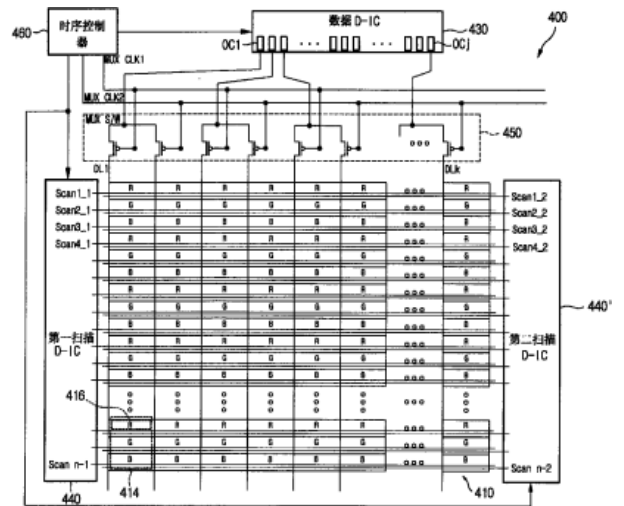 460
时序控制
器
数据 D-IC
430
400
OC1
OCj
MUX CLK1
MUX CLK2
MUX S/W
450
DL1
DLk
Scan1_1
Scan2_1
Scan3_1
Scan4_1
R R R R R R R
G G G G G G G
B B B B B B B
R R R R R R R
G G G G G G G
B B B B B B B
R R R R R R R
G G G G G G G
B B B B B B B
R R R R R R R
G G G G G G G
B B B B B B B
Scan1_2
Scan2_2
Scan3_2
Scan4_2
440'
第一扫描
D-IC
第二扫描
D-IC
416
R R R R R R R
G G G G G G G
B B B B B B B
Scan n-1
Scan n-2
440
414
410